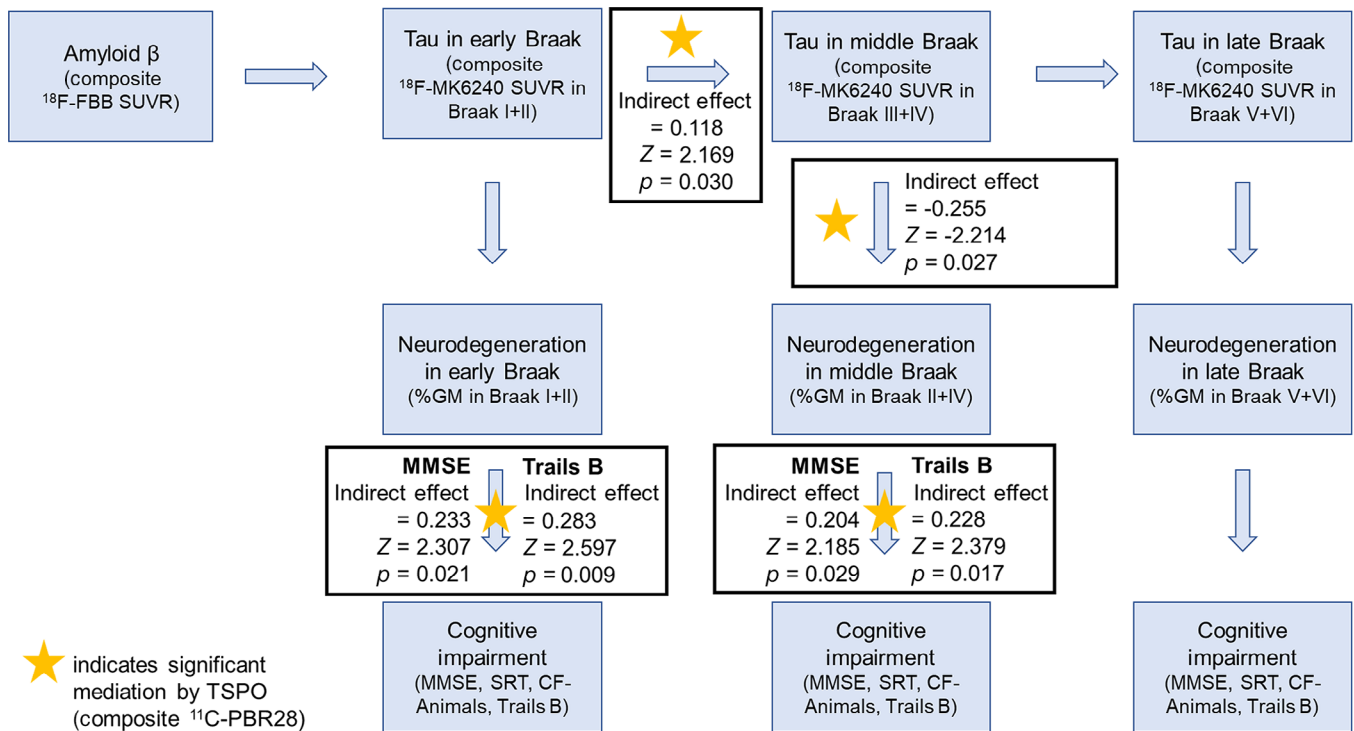 Amyloid β
(composite
¹⁸F-FBB SUVR)
Tau in early Braak
(composite
¹⁸F-MK6240 SUVR in
Braak I+II)
Indirect effect
= 0.118
Z = 2.169
p = 0.030
Tau in middle Braak
(composite
¹⁸F-MK6240 SUVR in
Braak III+IV)
Tau in late Braak
(composite
¹⁸F-MK6240 SUVR in
Braak V+VI)
Indirect effect
= -0.255
Z = -2.214
p = 0.027
Neurodegeneration
in early Braak
(%GM in Braak I+II)
Neurodegeneration
in middle Braak
(%GM in Braak II+IV)
Neurodegeneration
in late Braak
(%GM in Braak V+VI)
MMSE
Indirect effect
= 0.233
Z = 2.307
p = 0.021
Trails B
Indirect effect
= 0.283
Z = 2.597
p = 0.009
MMSE
Indirect effect
= 0.204
Z = 2.185
p = 0.029
Trails B
Indirect effect
= 0.228
Z = 2.379
p = 0.017
Cognitive
impairment
(MMSE, SRT, CF-
Animals, Trails B)
Cognitive
impairment
(MMSE, SRT, CF-
Animals, Trails B)
Cognitive
impairment
(MMSE, SRT, CF-
Animals, Trails B)
indicates significant
mediation by TSPO
(composite ¹¹C-PBR28)